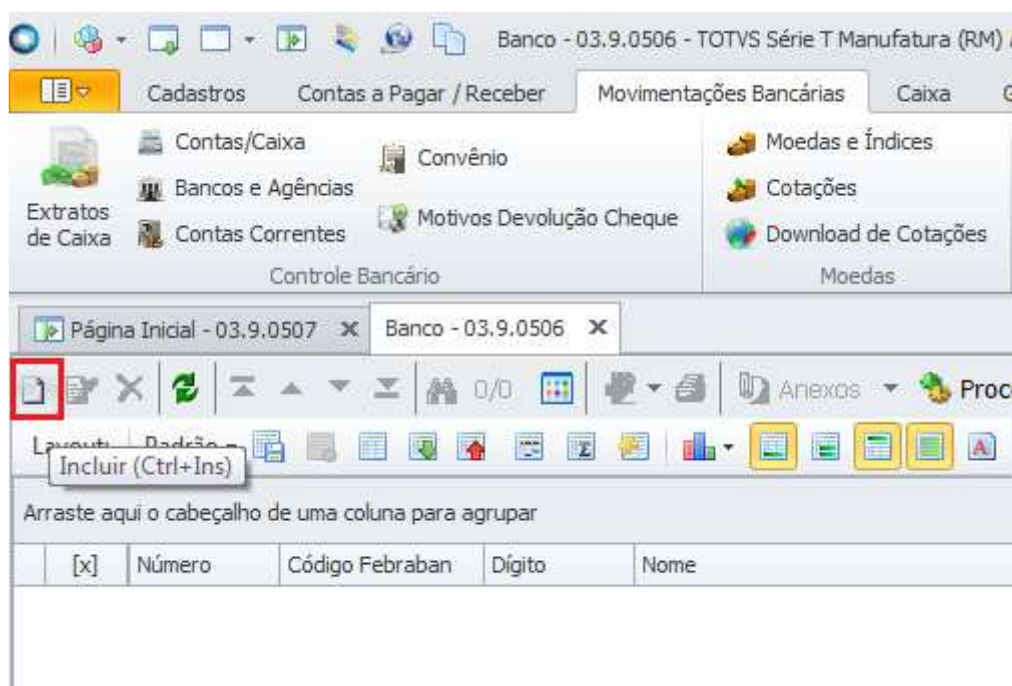 Banco - 03.9.0506 - TOTVS Série T Manufatura (RM)
Cadastros Contas a Pagar / Receber Movimentações Bancárias Caixa G
Extratos de Caixa
Contas/Caixa
Bancos e Agências
Contas Correntes
Convênio
Motivos Devolução Cheque
Controle Bancário
Moedas e Índices
Cotações
Download de Cotações
Moedas
Página Inicial - 03.9.0507 Banco - 03.9.0506
0/0 Anexos Proc
Padrão
Incluir (Ctrl+Ins)
Arraste aqui o cabeçalho de uma coluna para agrupar
[x] Número Código Febraban Dígito Nome